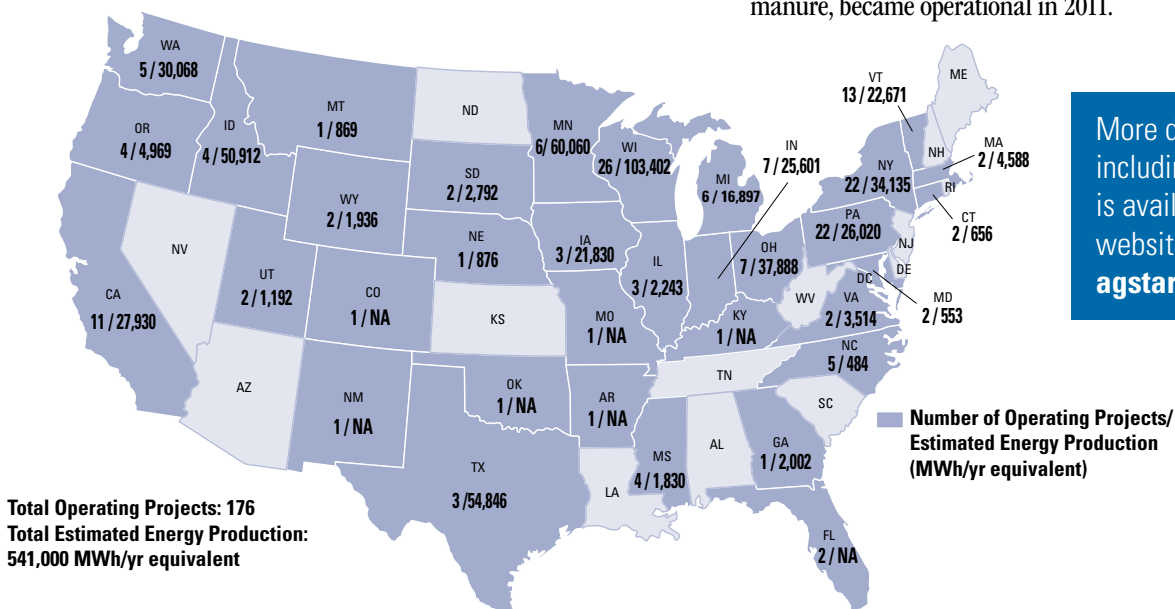 manure, became operational in 2011.
WA
5 / 30,068
OR
4 / 4,969
ID
4 / 50,912
MT
1 / 869
ND
MN
6/ 60,060
WI
26 / 103,402
MI
6 / 16,897
IN
7 / 25,601
VT
13 / 22,671
ME
NH
MA
2 / 4,588
NY
22 / 34,135
RI
CT
2 / 656
PA
22 / 26,020
NJ
DE
DC
MD
2 / 553
SD
2 / 2,792
WY
2 / 1,936
NE
1 / 876
IA
3 / 21,830
IL
3 / 2,243
OH
7 / 37,888
WV
VA
2 / 3,514
KY
1 / NA
NC
5 / 484
NV
UT
2 / 1,192
CO
1 / NA
KS
MO
1 / NA
TN
SC
CA
11 / 27,930
AZ
NM
1 / NA
OK
1 / NA
AR
1 / NA
MS
4 / 1,830
AL
GA
1 / 2,002
TX
3 /54,846
LA
FL
2 / NA
More
including
is avail
websit
agstar
Number of Operating Projects/
Estimated Energy Production
(MWh/yr equivalent)
Total Operating Projects: 176
Total Estimated Energy Production:
541,000 MWh/yr equivalent